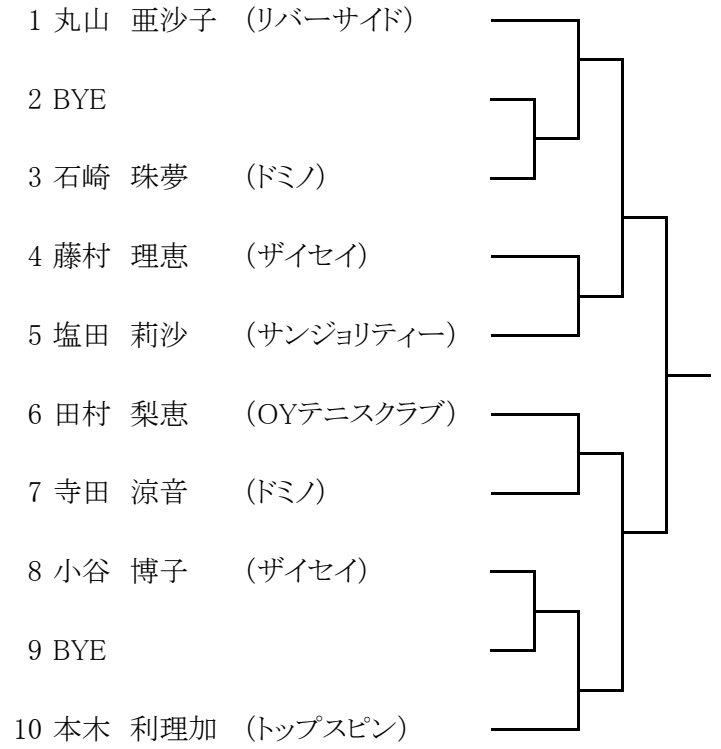 1 丸山 亜沙子 (リバーサイド)
2 BYE
3 石崎 珠夢 (ドミノ)
4 藤村 理恵 (ザイセイ)
5 塩田 莉沙 (サンジョリティー)
6 田村 梨恵 (OYテニスクラブ)
7 寺田 涼音 (ドミノ)
8 小谷 博子 (ザイセイ)
9 BYE
10 本木 利理加 (トップスピン)